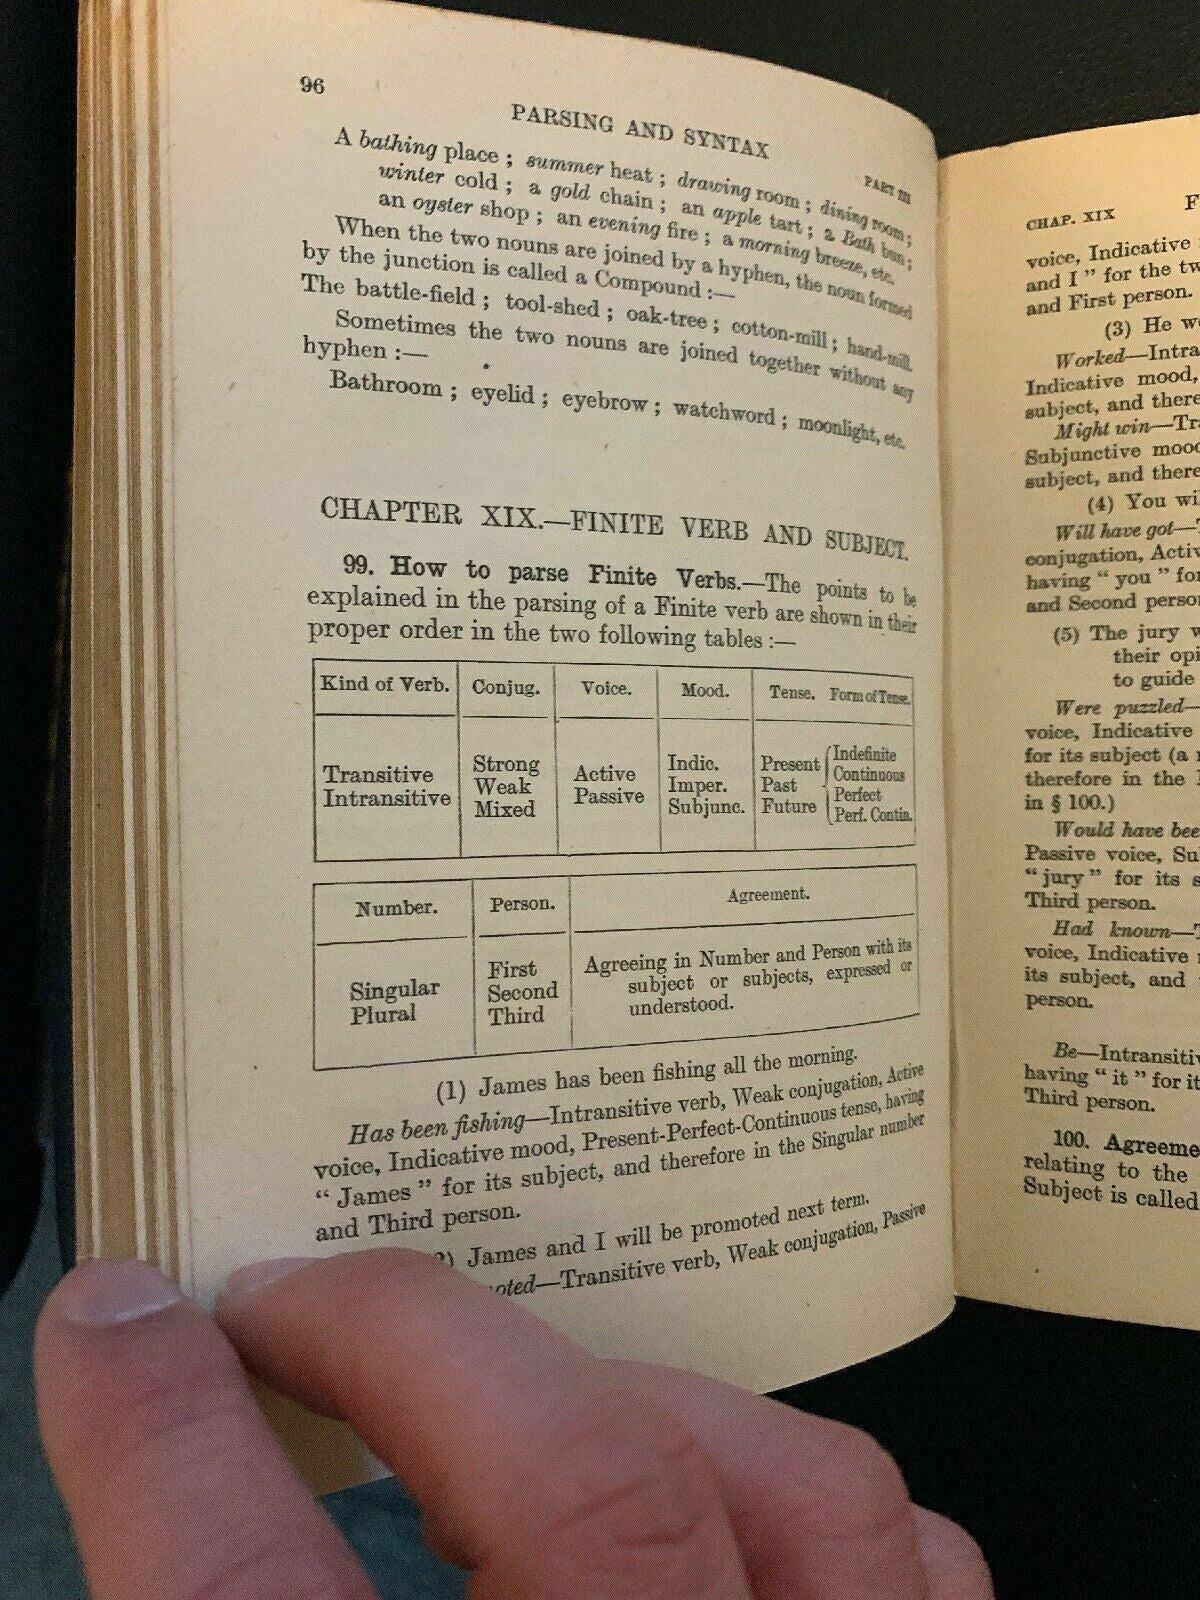 96
PARSING AND SYNTAX
PART III
A bathing place ; summer heat ; drawing room ; dining room ;
winter cold ; a gold chain ; an apple tart ; a Bath bun ;
an oyster shop ; an evening fire ; a morning breeze, etc.
When the two nouns are joined by a hyphen, the noun formed
by the junction is called a Compound :—
The battle-field ; tool-shed ; oak-tree ; cotton-mill ; hand-mill.
Sometimes the two nouns are joined together without any
hyphen :—
Bathroom ; eyelid ; eyebrow ; watchword ; moonlight, etc.
CHAPTER XIX.—FINITE VERB AND SUBJECT.
99. How to parse Finite Verbs.—The points to be
explained in the parsing of a Finite verb are shown in their
proper order in the two following tables :—
Kind of Verb. Conjug. Voice. Mood. Tense. Form of Tense.
Transitive
Intransitive
Strong
Weak
Mixed
Active
Passive
Indic.
Imper.
Subjunc.
Present
Past
Future
Indefinite
Continuous
Perfect
Perf. Contin.
Number. Person. Agreement.
Singular
Plural
First
Second
Third
Agreeing in Number and Person with its
subject or subjects, expressed or
understood.
(1) James has been fishing all the morning.
Has been fishing—Intransitive verb, Weak conjugation, Active
voice, Indicative mood, Present-Perfect-Continuous tense, having
“ James ” for its subject, and therefore in the Singular number
and Third person.
2) James and I will be promoted next term.
oted—Transitive verb, Weak conjugation, Passive
CHAP. XIX F
voice, Indicative
and I ” for the tw
and First person.
(3) He wo
Worked—Intra
Indicative mood,
subject, and there
Might win—Tr
Subjunctive mood
subject, and there
(4) You wi
Will have got—
conjugation, Activ
having “ you ” for
and Second person
(5) The jury w
their opi
to guide
Were puzzled—
voice, Indicative
for its subject (a
therefore in the
in § 100.)
Would have bee
Passive voice, Su
“ jury ” for its s
Third person.
Had known—T
voice, Indicative
its subject, and
person.
Be—Intransitiv
having “ it ” for it
Third person.
100. Agreeme
relating to the
Subject is called